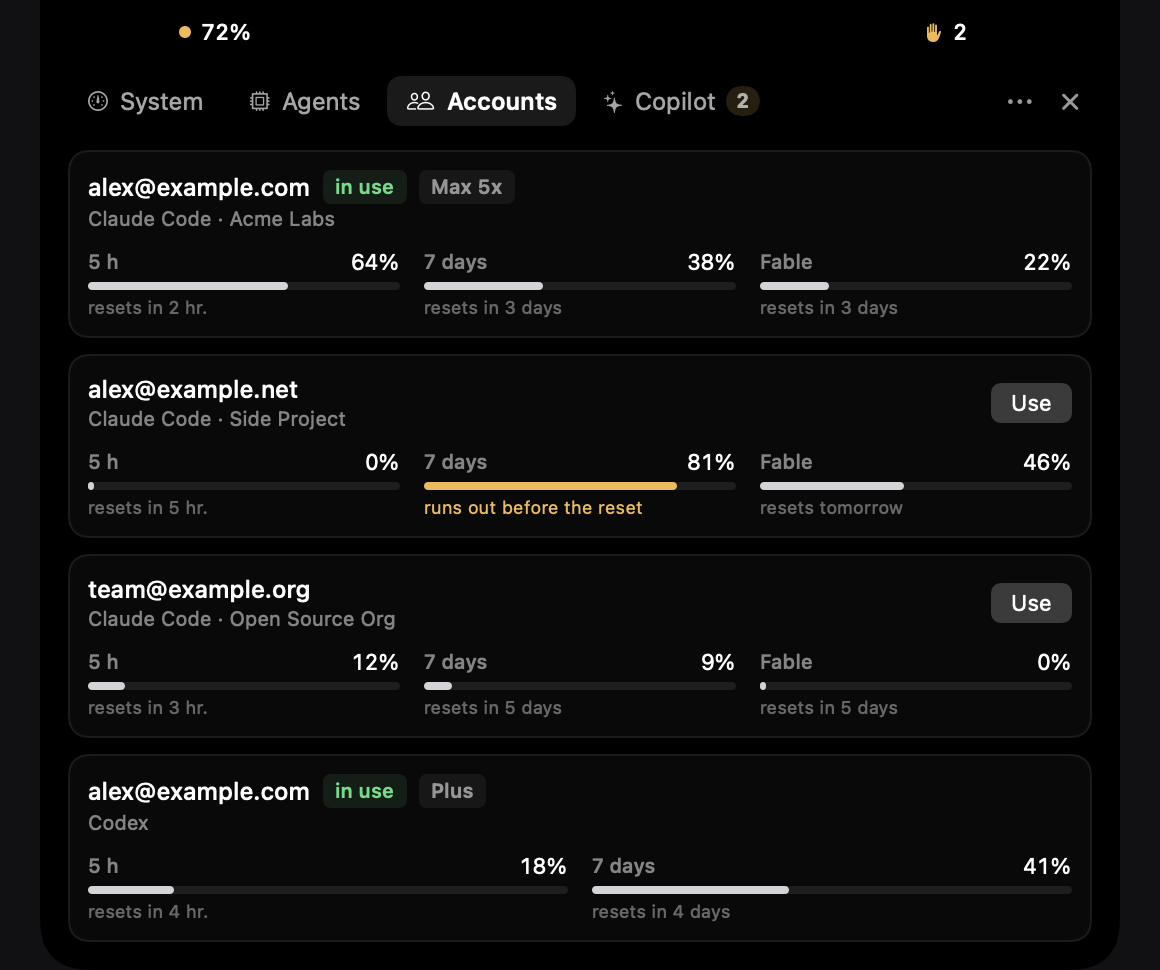 72% 2
System Agents Accounts Copilot 2
alex@example.com in use Max 5x
Claude Code · Acme Labs
5 h 64% 7 days 38% Fable 22%
resets in 2 hr. resets in 3 days resets in 3 days
alex@example.net
Claude Code · Side Project Use
5 h 0% 7 days 81% Fable 46%
resets in 5 hr. runs out before the reset resets tomorrow
team@example.org
Claude Code · Open Source Org Use
5 h 12% 7 days 9% Fable 0%
resets in 3 hr. resets in 5 days resets in 5 days
alex@example.com in use Plus
Codex
5 h 18% 7 days 41%
resets in 4 hr. resets in 4 days